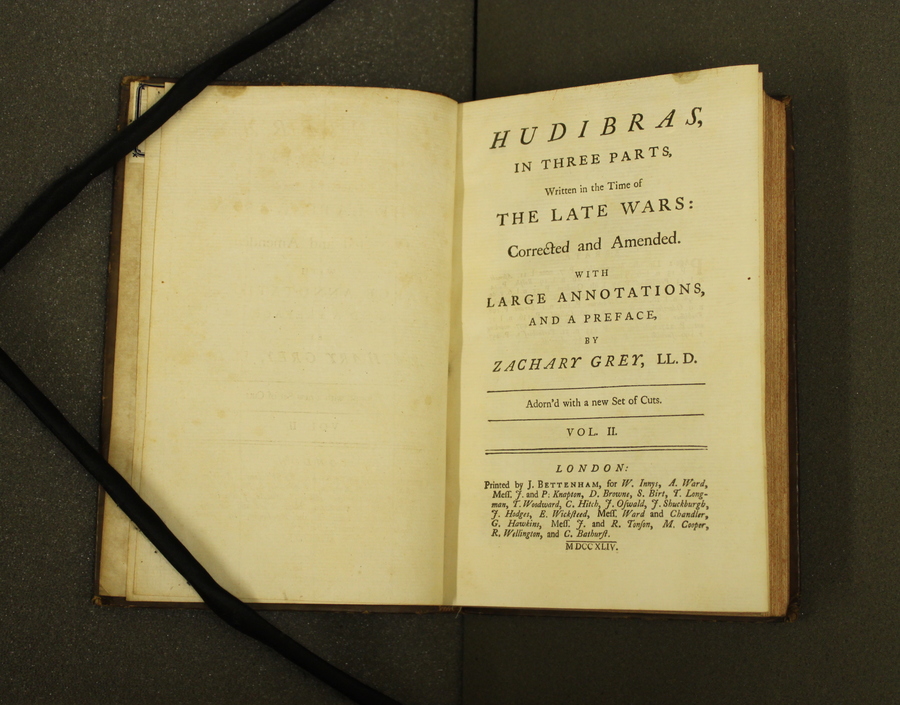 HUDIBRAS,
IN THREE PARTS,
Written in the Time of
THE LATE WARS:
Corrected and Amended.
WITH
LARGE ANNOTATIONS,
AND A PREFACE,
BY
ZACHARY GREY, LL. D.
Adorn'd with a new Set of Cuts.
VOL. II.
LONDON:
Printed by J. BETTENHAM, for W. Innys, A. Ward,
Meſſ. J. and P. Knapton, D. Browne, S. Birt, T. Long-
man, T. Woodward, C. Hitch, J. Oſwald, J. Shuckburgh,
J. Hodges, E. Wickſteed, Meſſ. Ward and Chandler,
G. Hawkins, Meſſ. J. and R. Tonſon, M. Cooper,
R. Wellington, and C. Bathurſt.
MDCCXLIV.